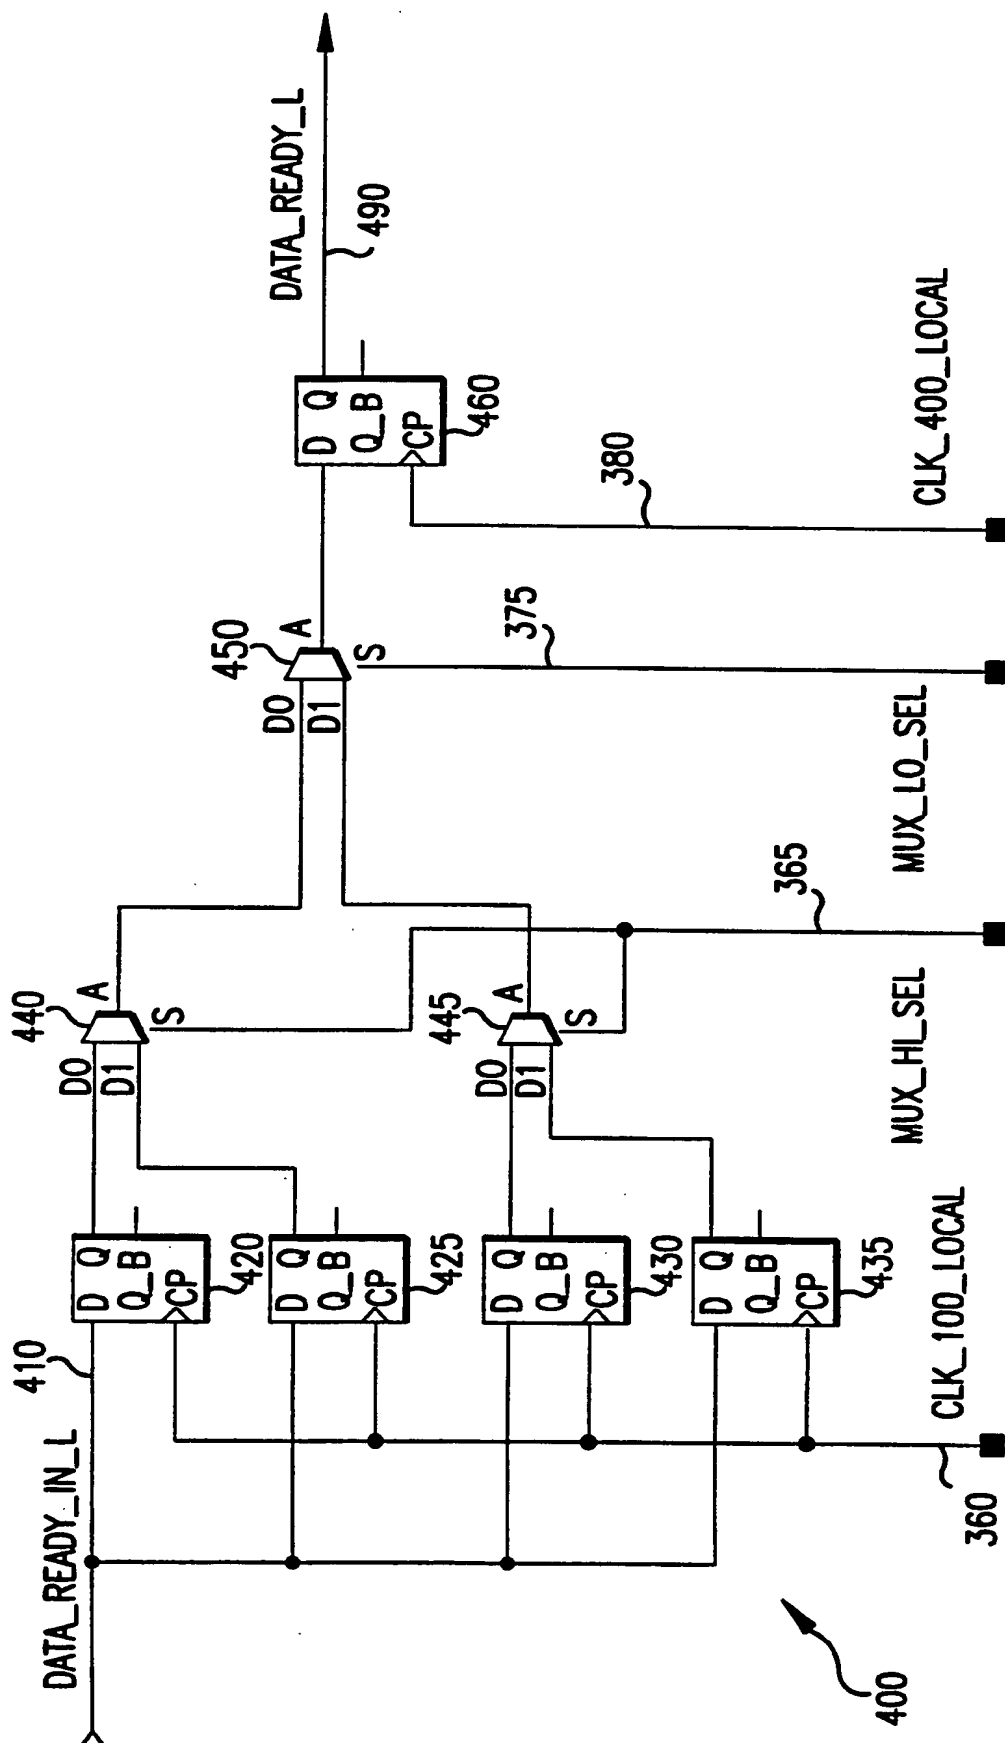 DATA_READY_IN_L
410
D Q
Q_B
CP
420
D Q
Q_B
CP
425
D Q
Q_B
CP
430
D Q
Q_B
CP
435
D0
D1
440
A
S
D0
D1
445
A
S
D0
D1
450
A
S
D Q
Q_B
CP
460
DATA_READY_L
490
360
CLK_100_LOCAL
365
MUX_HI_SEL
375
MUX_LO_SEL
380
CLK_400_LOCAL
400